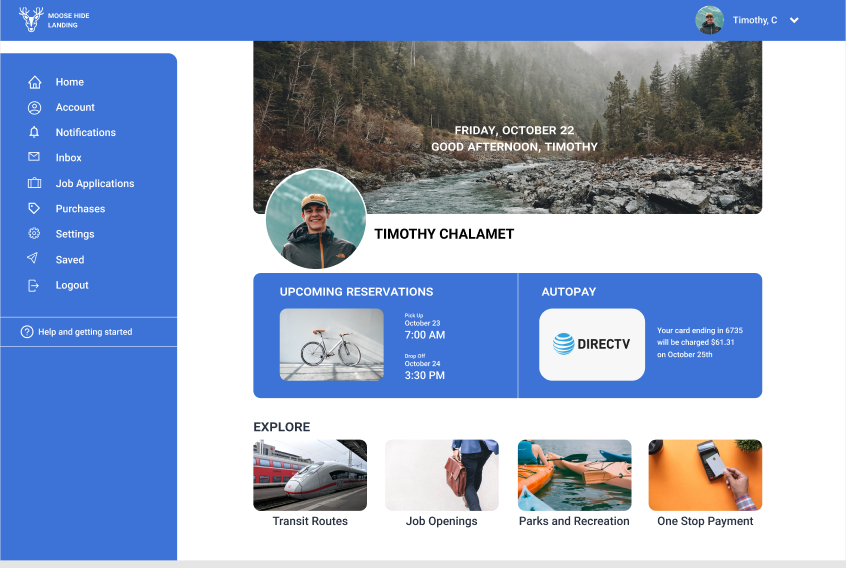 MOOSE HIDE
LANDING
Timothy, C
Home
Account
Notifications
Inbox
Job Applications
Purchases
Settings
Saved
Logout
Help and getting started
FRIDAY, OCTOBER 22
GOOD AFTERNOON, TIMOTHY
TIMOTHY CHALAMET
UPCOMING RESERVATIONS
Pick Up
October 23
7:00 AM
Drop Off
October 24
3:30 PM
AUTOPAY
DIRECTV
Your card ending in 6735
will be charged $61.31
on October 25th
EXPLORE
Transit Routes
Job Openings
Parks and Recreation
One Stop Payment